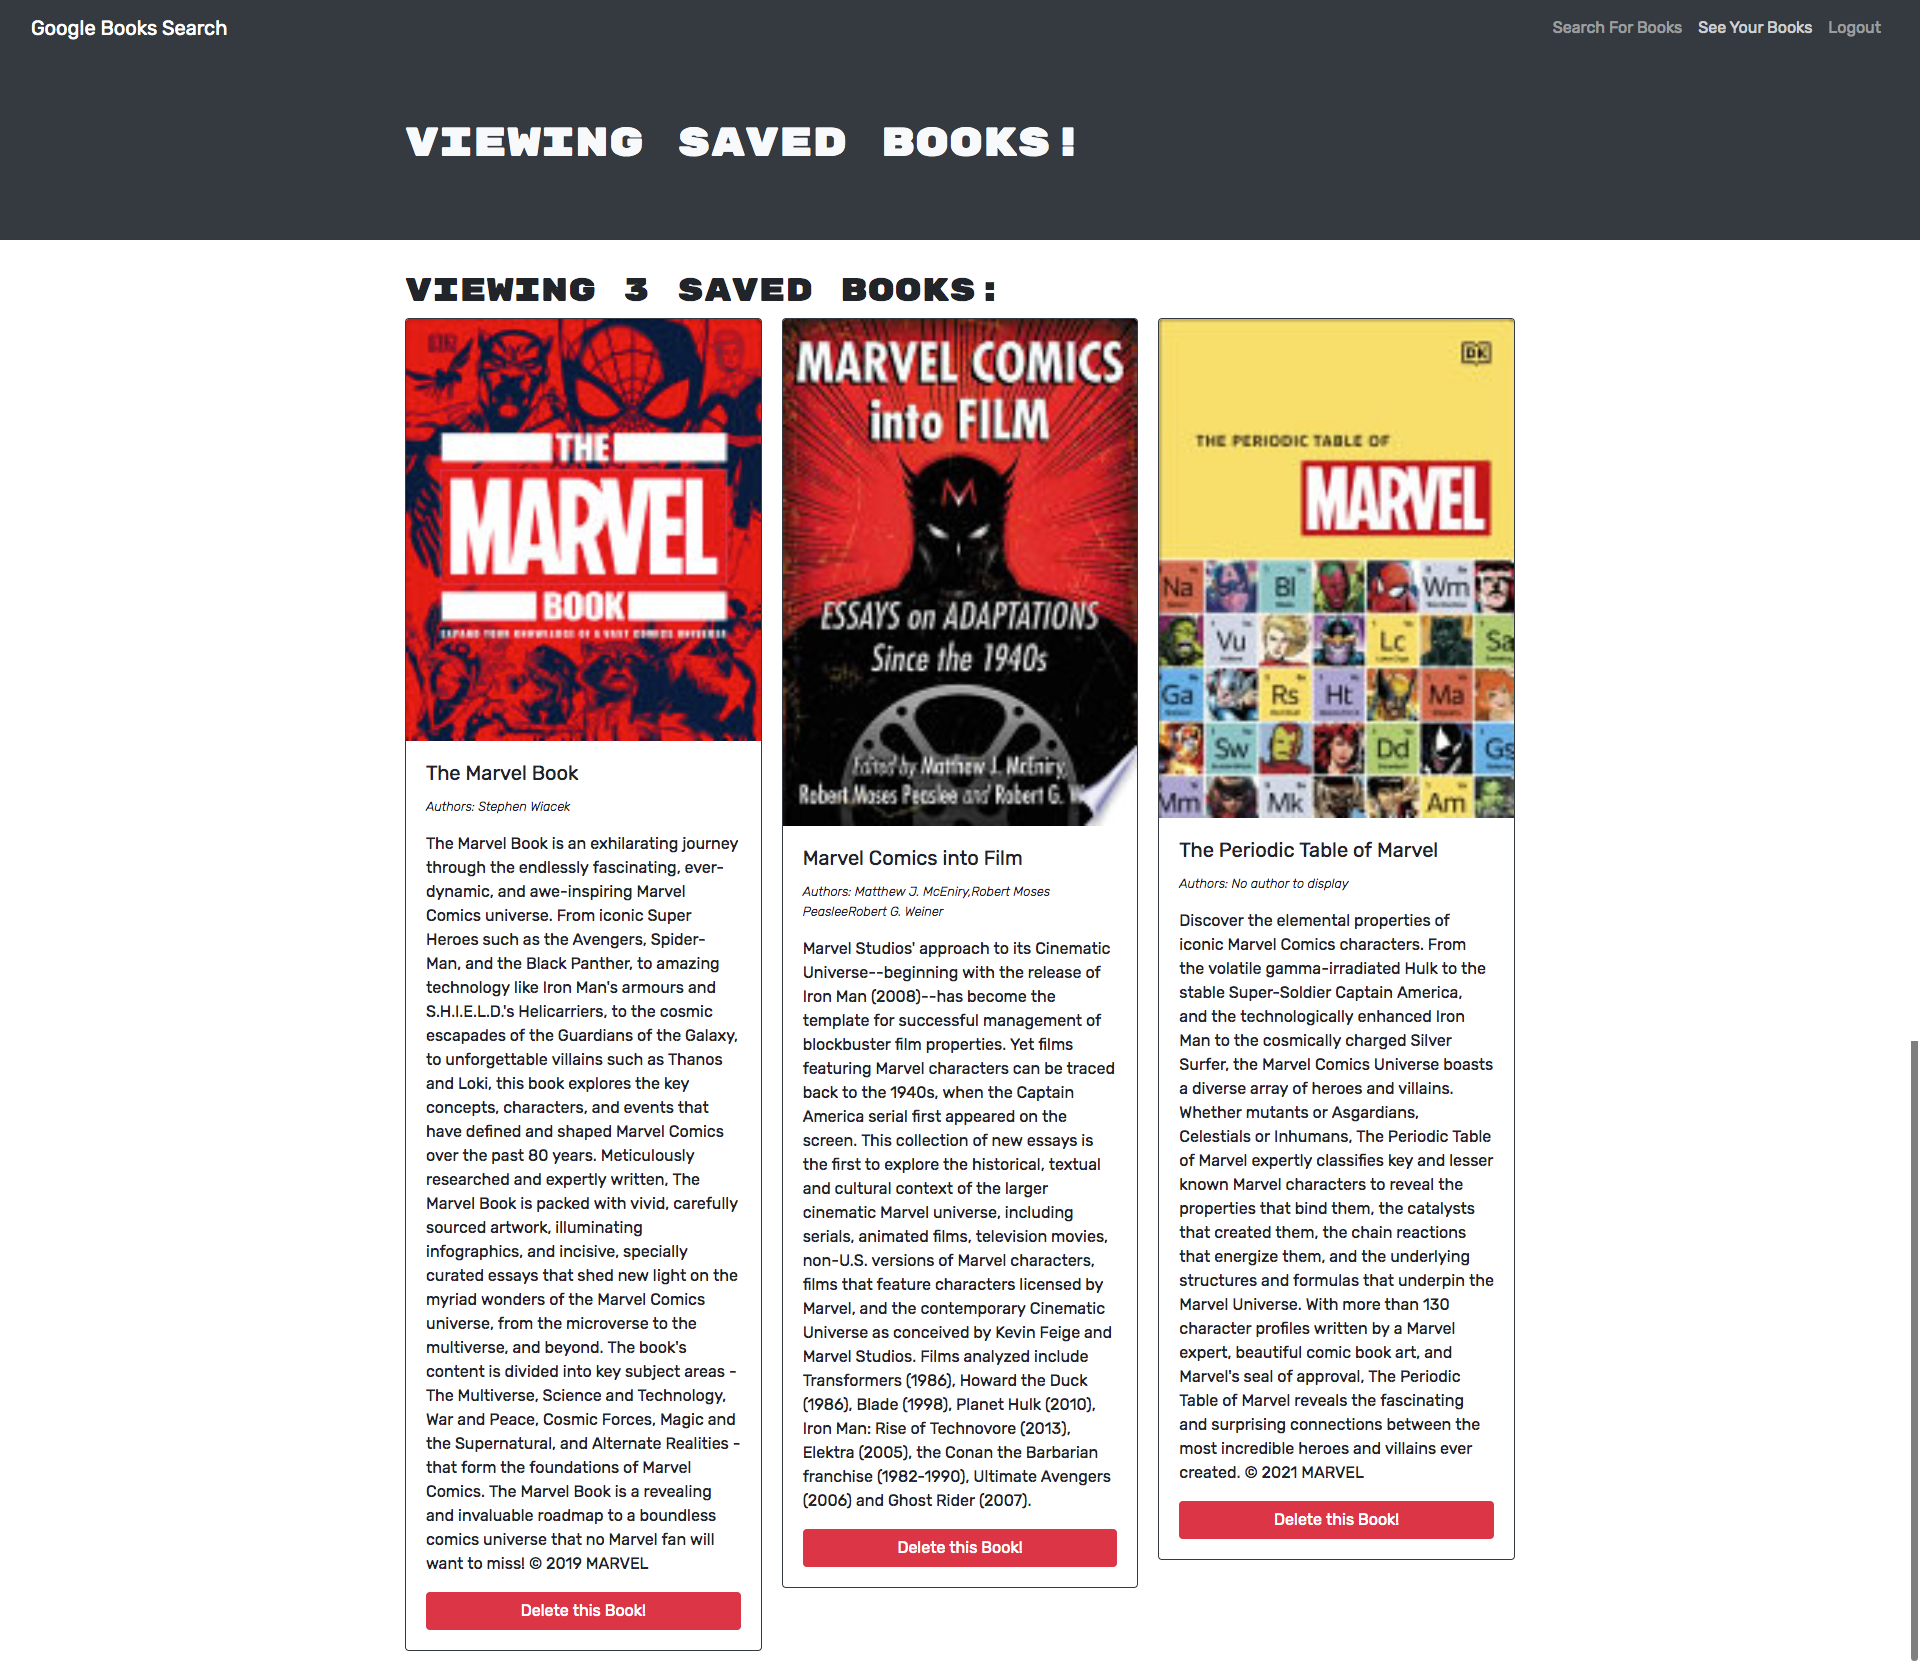 Google Books Search
Search For Books
See Your Books
Logout
VIEWING SAVED BOOKS!
VIEWING 3 SAVED BOOKS:
THE
MARVEL
BOOK
EXPAND YOUR KNOWLEDGE OF A VAST COMICS UNIVERSE
The Marvel Book
Authors: Stephen Wiacek
The Marvel Book is an exhilarating journey
through the endlessly fascinating, ever-
dynamic, and awe-inspiring Marvel
Comics universe. From iconic Super
Heroes such as the Avengers, Spider-
Man, and the Black Panther, to amazing
technology like Iron Man's armours and
S.H.I.E.L.D.'s Helicarriers, to the cosmic
escapades of the Guardians of the Galaxy,
to unforgettable villains such as Thanos
and Loki, this book explores the key
concepts, characters, and events that
have defined and shaped Marvel Comics
over the past 80 years. Meticulously
researched and expertly written, The
Marvel Book is packed with vivid, carefully
sourced artwork, illuminating
infographics, and incisive, specially
curated essays that shed new light on the
myriad wonders of the Marvel Comics
universe, from the microverse to the
multiverse, and beyond. The book's
content is divided into key subject areas -
The Multiverse, Science and Technology,
War and Peace, Cosmic Forces, Magic and
the Supernatural, and Alternate Realities -
that form the foundations of Marvel
Comics. The Marvel Book is a revealing
and invaluable roadmap to a boundless
comics universe that no Marvel fan will
want to miss! © 2019 MARVEL
Delete this Book!
MARVEL COMICS
into FILM
M
ESSAYS on ADAPTATIONS
Since the 1940s
Edited by Matthew J. McEniry,
Robert Moses Peaslee and Robert G.
Marvel Comics into Film
Authors: Matthew J. McEniry,Robert Moses
PeasleeRobert G. Weiner
Marvel Studios' approach to its Cinematic
Universe--beginning with the release of
Iron Man (2008)--has become the
template for successful management of
blockbuster film properties. Yet films
featuring Marvel characters can be traced
back to the 1940s, when the Captain
America serial first appeared on the
screen. This collection of new essays is
the first to explore the historical, textual
and cultural context of the larger
cinematic Marvel universe, including
serials, animated films, television movies,
non-U.S. versions of Marvel characters,
films that feature characters licensed by
Marvel, and the contemporary Cinematic
Universe as conceived by Kevin Feige and
Marvel Studios. Films analyzed include
Transformers (1986), Howard the Duck
(1986), Blade (1998), Planet Hulk (2010),
Iron Man: Rise of Technovore (2013),
Elektra (2005), the Conan the Barbarian
franchise (1982-1990), Ultimate Avengers
(2006) and Ghost Rider (2007).
Delete this Book!
DK
THE PERIODIC TABLE OF
MARVEL
Na Bl Wm
Vu Lc Sa
Ga Rs Ht Ma
Sw Dd Gs
Mm Mk Am
The Periodic Table of Marvel
Authors: No author to display
Discover the elemental properties of
iconic Marvel Comics characters. From
the volatile gamma-irradiated Hulk to the
stable Super-Soldier Captain America,
and the technologically enhanced Iron
Man to the cosmically charged Silver
Surfer, the Marvel Comics Universe boasts
a diverse array of heroes and villains.
Whether mutants or Asgardians,
Celestials or Inhumans, The Periodic Table
of Marvel expertly classifies key and lesser
known Marvel characters to reveal the
properties that bind them, the catalysts
that created them, the chain reactions
that energize them, and the underlying
structures and formulas that underpin the
Marvel Universe. With more than 130
character profiles written by a Marvel
expert, beautiful comic book art, and
Marvel's seal of approval, The Periodic
Table of Marvel reveals the fascinating
and surprising connections between the
most incredible heroes and villains ever
created. © 2021 MARVEL
Delete this Book!